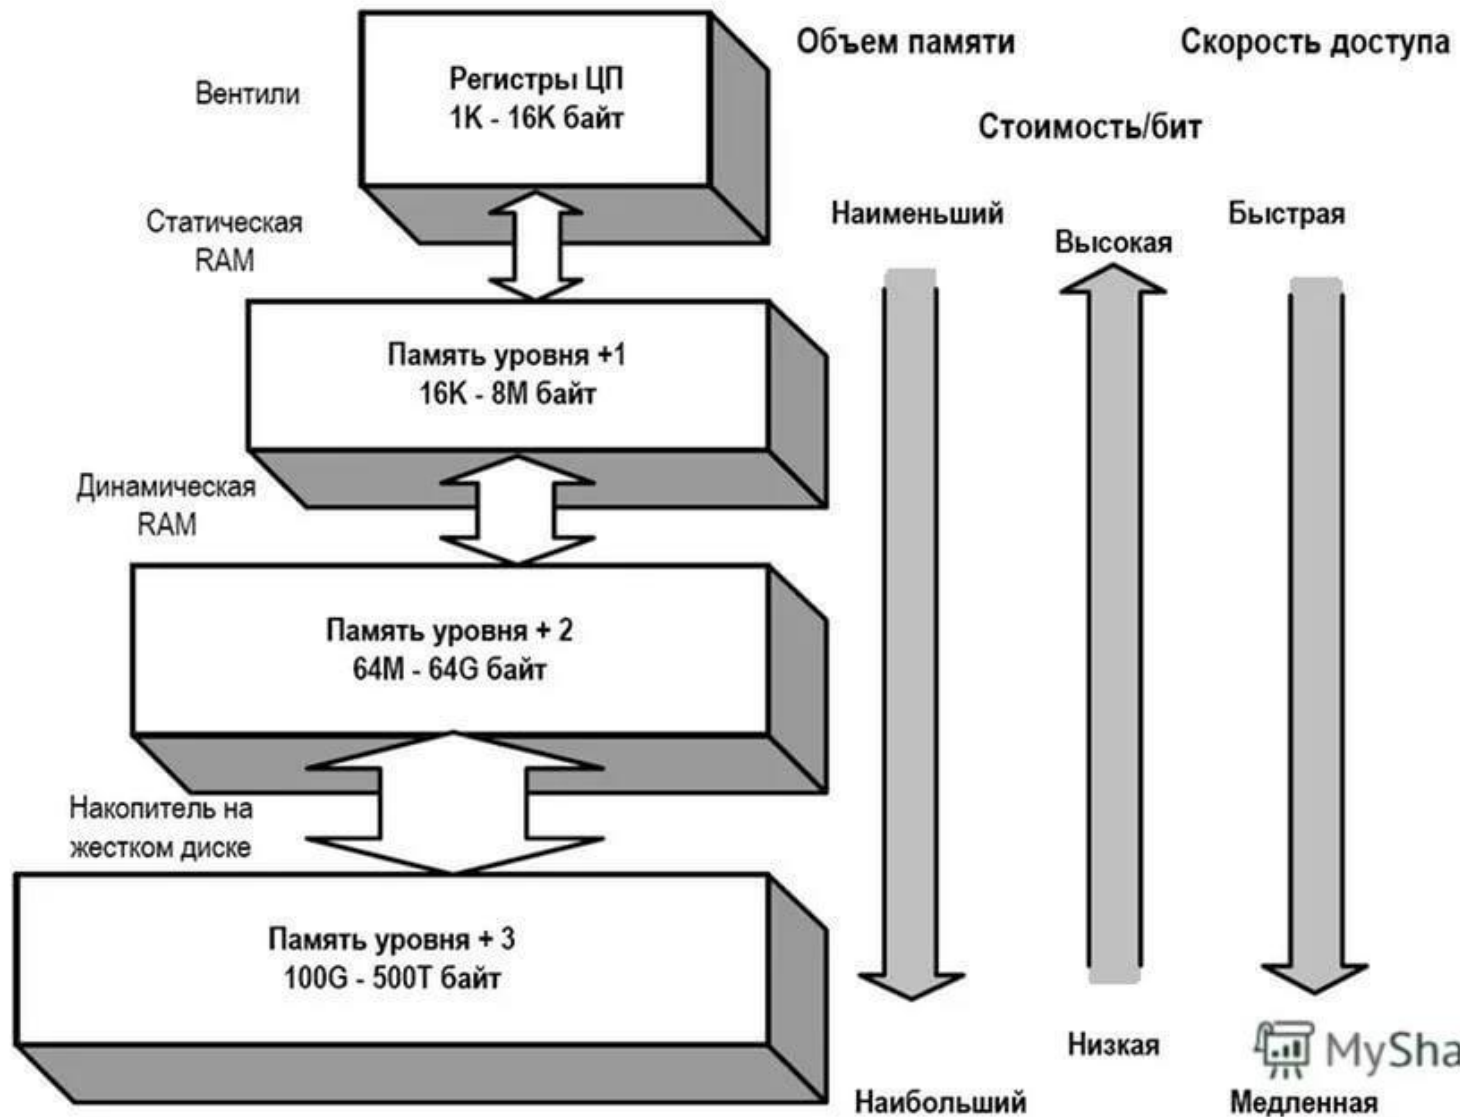 Объем памяти
Скорость доступа
Стоимость/бит
Вентили
Регистры ЦП
1K - 16K байт
Статическая
RAM
Наименьший
Высокая
Быстрая
Память уровня +1
16K - 8M байт
Динамическая
RAM
Память уровня + 2
64M - 64G байт
Накопитель на
жестком диске
Память уровня + 3
100G - 500T байт
Низкая
MySha
Наибольший
Медленная